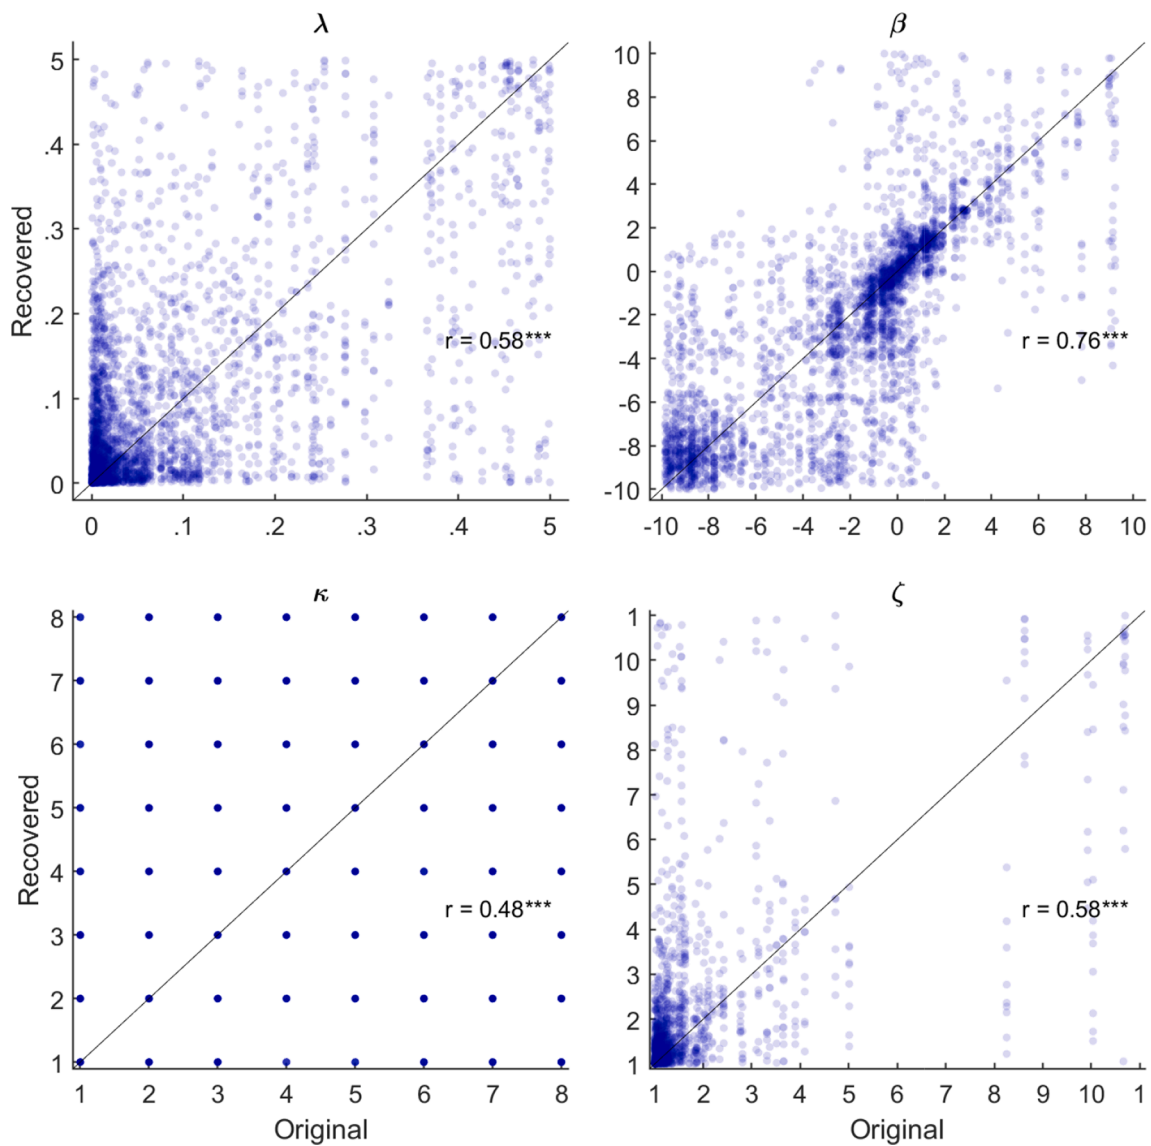 λ
β
Recovered
5
.4
.3
.2
.1
0
r = 0.58***
0 .1 .2 .3 .4 5
10
8
6
4
2
0
-2
-4
-6
-8
-10
r = 0.76***
-10 -8 -6 -4 -2 0 2 4 6 8 10
κ
ζ
Recovered
8
7
6
5
4
3
2
1
r = 0.48***
1 2 3 4 5 6 7 8
Original
1
10
9
8
7
6
5
4
3
2
1
r = 0.58***
1 2 3 4 5 6 7 8 9 10 1
Original